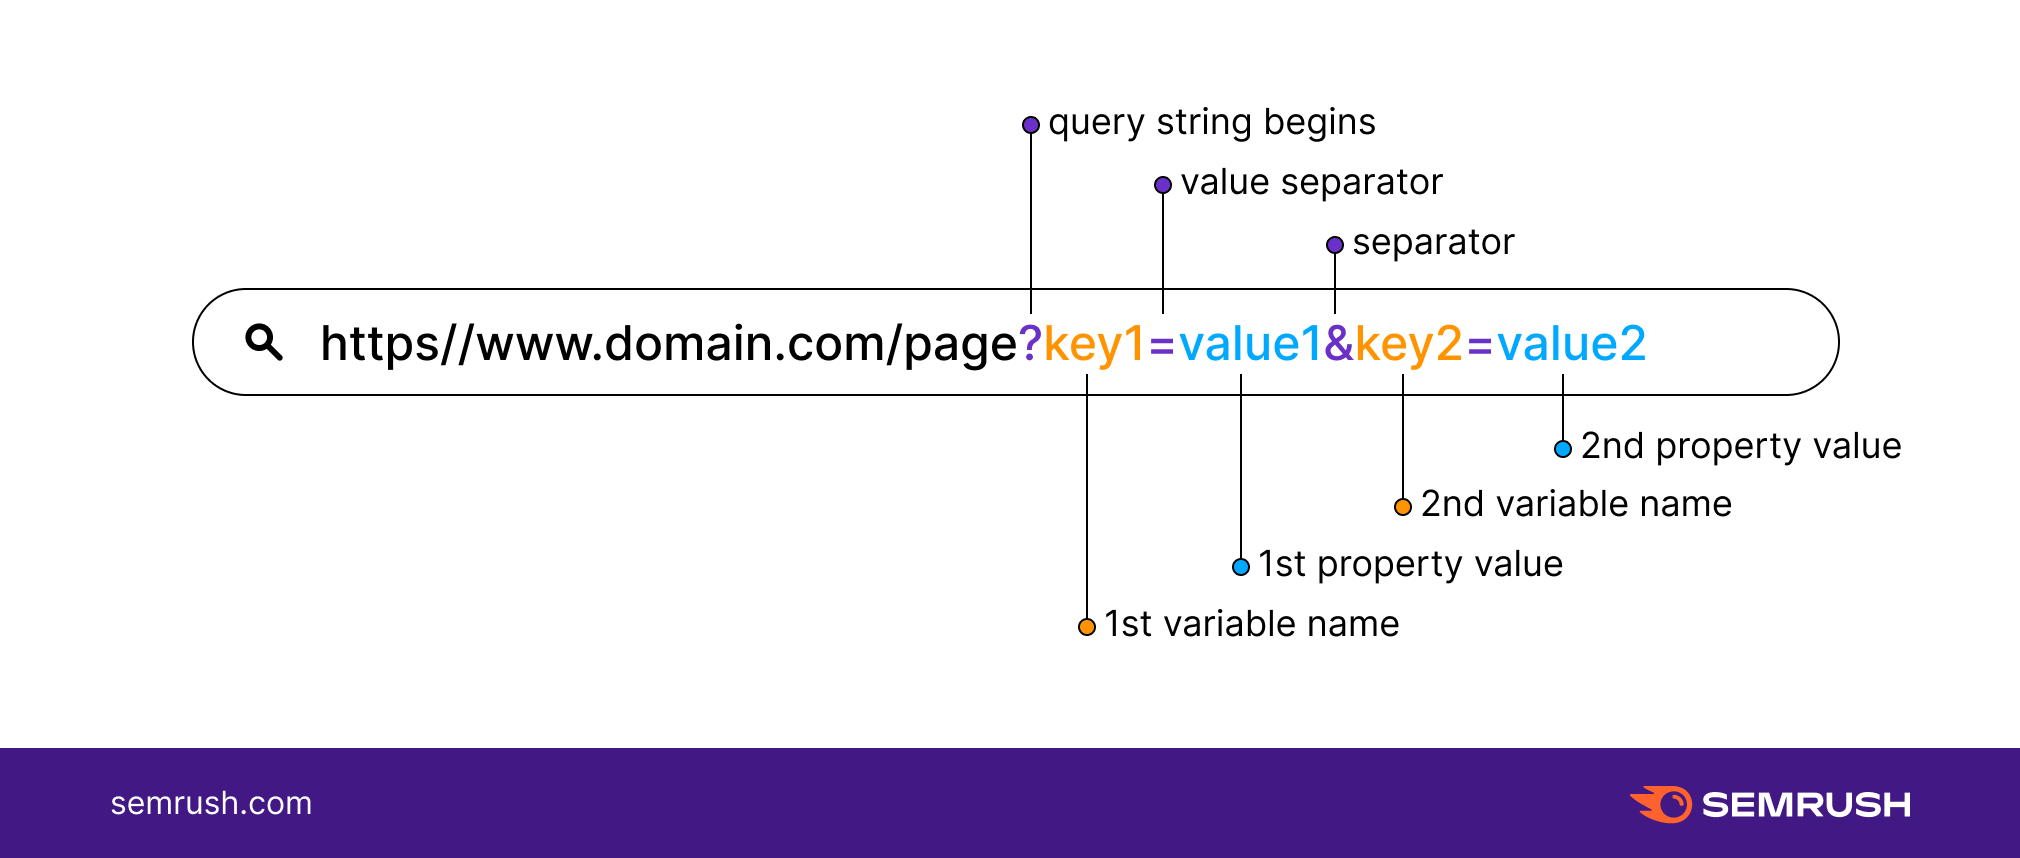 query string begins
value separator
separator
https//www.domain.com/page?key1=value1&key2=value2
2nd property value
2nd variable name
1st property value
1st variable name
semrush.com
SEMRUSH